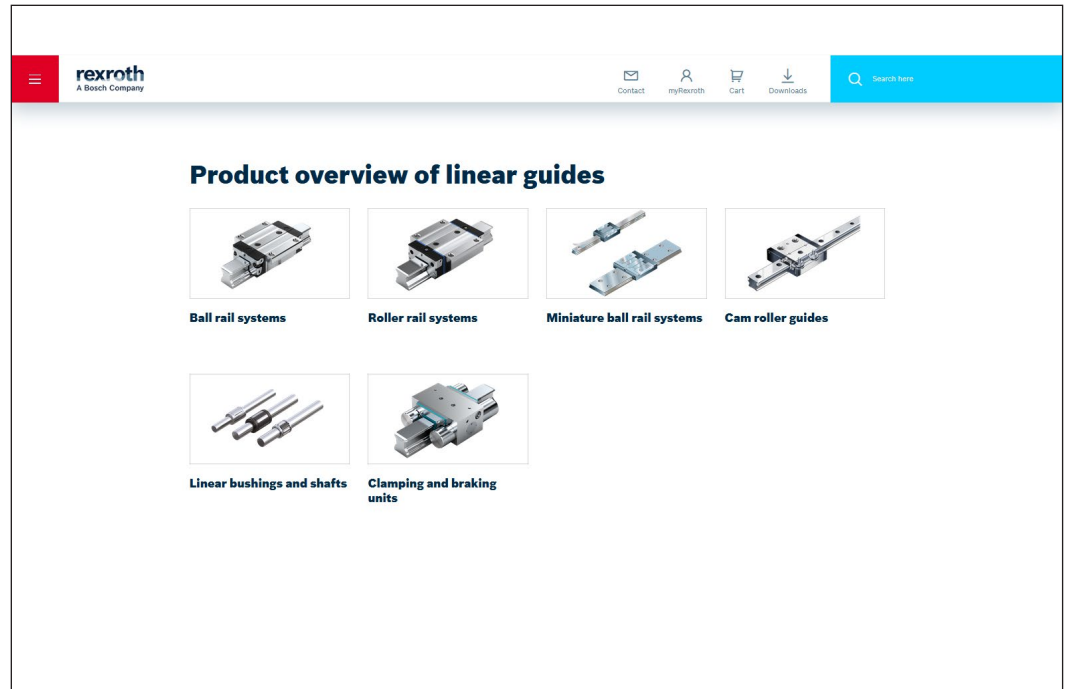 rexroth
A Bosch Company
Contact
myRexroth
Cart
Downloads
Search here
Product overview of linear guides
Ball rail systems
Roller rail systems
Miniature ball rail systems
Cam roller guides
Linear bushings and shafts
Clamping and braking
units